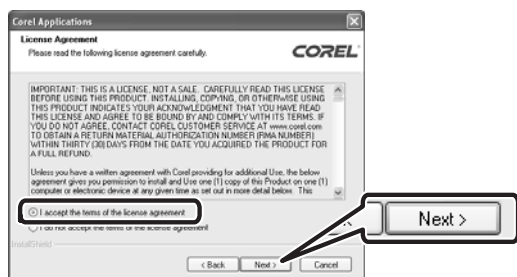 Corel Applications
License Agreement
Please read the following license agreement carefully.
COREL
IMPORTANT: THIS IS A LICENSE, NOT A SALE. CAREFULLY READ THIS LICENSE
BEFORE USING THIS PRODUCT. INSTALLING, COPYING, OR OTHERWISE USING
THIS PRODUCT INDICATES YOUR ACKNOWLEDGMENT THAT YOU HAVE READ
THIS LICENSE AND AGREE TO BE BOUND BY AND COMPLY WITH ITS TERMS. IF
YOU DO NOT AGREE, CONTACT COREL CUSTOMER SERVICE AT www.corel.com
TO OBTAIN A RETURN MATERIAL AUTHORIZATION NUMBER (RMA NUMBER)
WITHIN THIRTY (30) DAYS FROM THE DATE YOU ACQUIRED THE PRODUCT FOR
A FULL REFUND.
Unless you have a written agreement with Corel providing for additional Use, the below
agreement gives you permission to install and Use one (1) copy of this Product on one (1)
computer or electronic device at any given time as set out in more detail below. This
I accept the terms of the license agreement
I do not accept the terms of the license agreement
InstallShield
< Back Next > Cancel
Next >